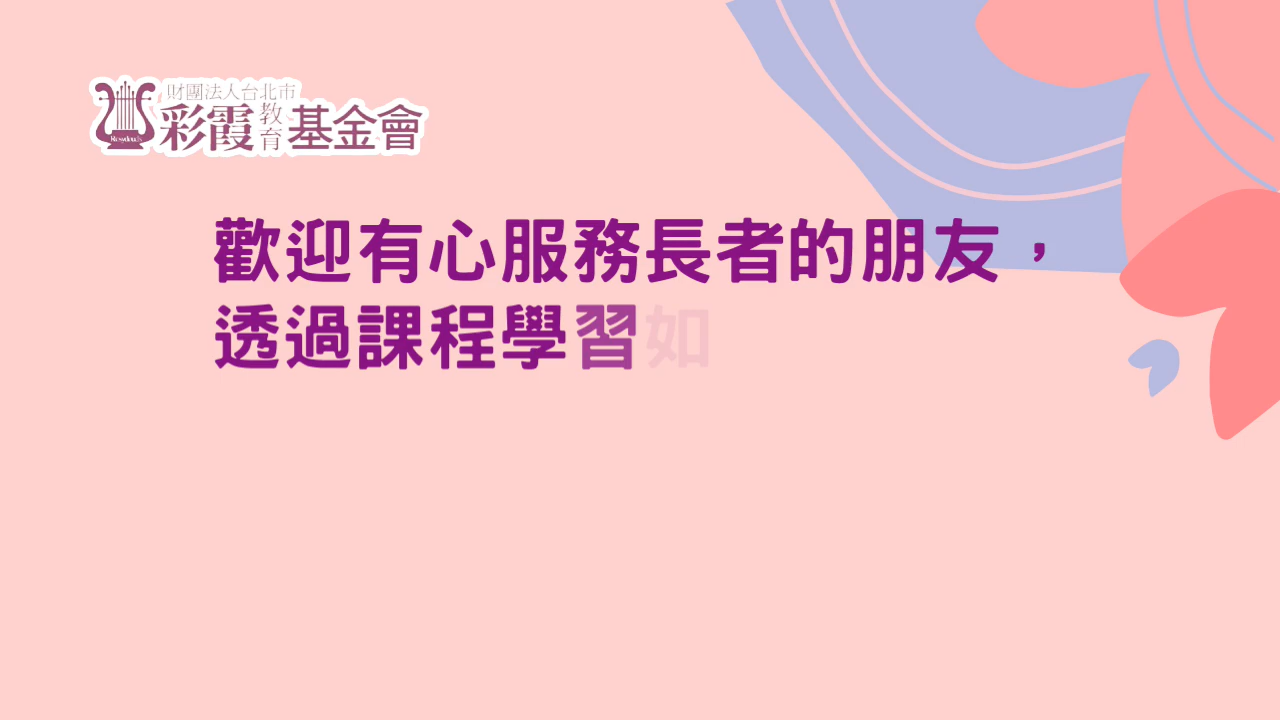 財團法人台北市
彩霞教育基金會
歡迎有心服務長者的朋友，
透過課程學習如